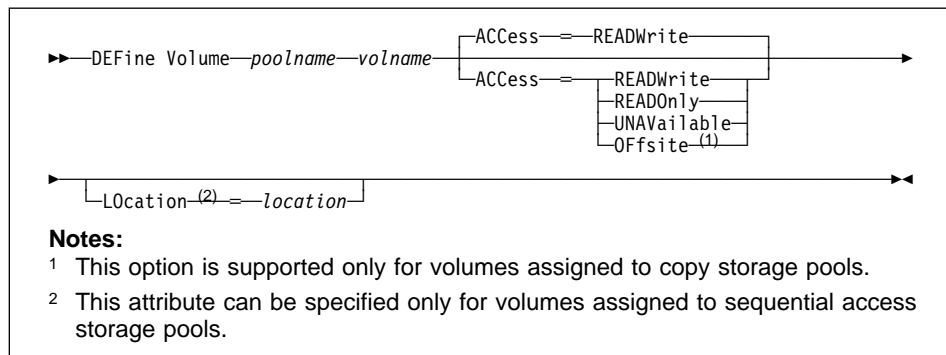 ACCess = READWrite
DEFine Volume poolname volname
ACCess = READWrite
READOnly
UNAVailable
OFfsite (1)
LOcation (2) = location
Notes:
1 This option is supported only for volumes assigned to copy storage pools.
2 This attribute can be specified only for volumes assigned to sequential access
storage pools.